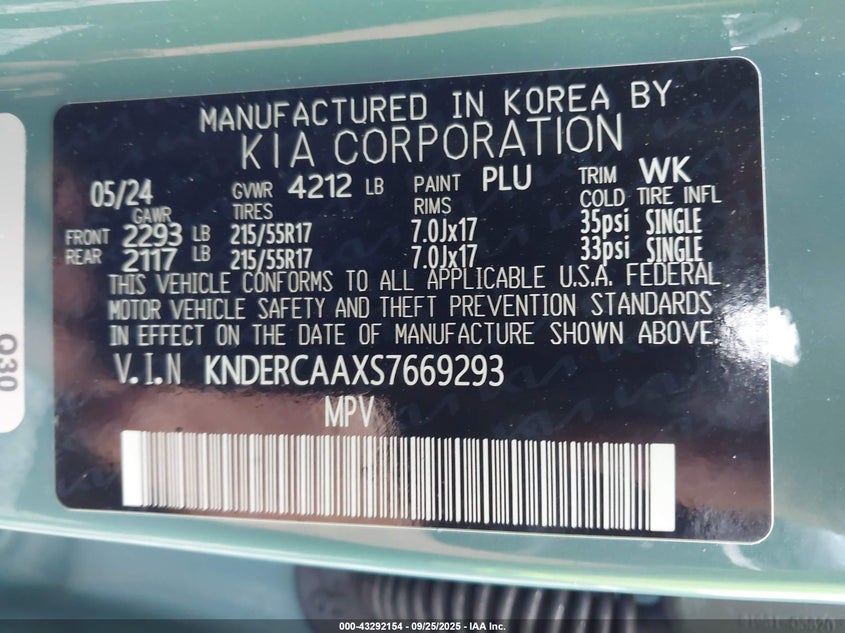 MANUFACTURED IN KOREA BY
KIA CORPORATION
05/24 GVWR 4212 LB PAINT PLU TRIM WK
GAWR TIRES RIMS COLD TIRE INFL
FRONT 2293 LB 215/55R17 7.0Jx17 35psi SINGLE
REAR 2117 LB 215/55R17 7.0Jx17 33psi SINGLE
THIS VEHICLE CONFORMS TO ALL APPLICABLE U.S.A. FEDERAL
MOTOR VEHICLE SAFETY AND THEFT PREVENTION STANDARDS
IN EFFECT ON THE DATE OF MANUFACTURE SHOWN ABOVE.
V.I.N KNDERCAAXS7669293
MPV
Q30
000-43292154 - 09/25/2025 - IAA Inc.